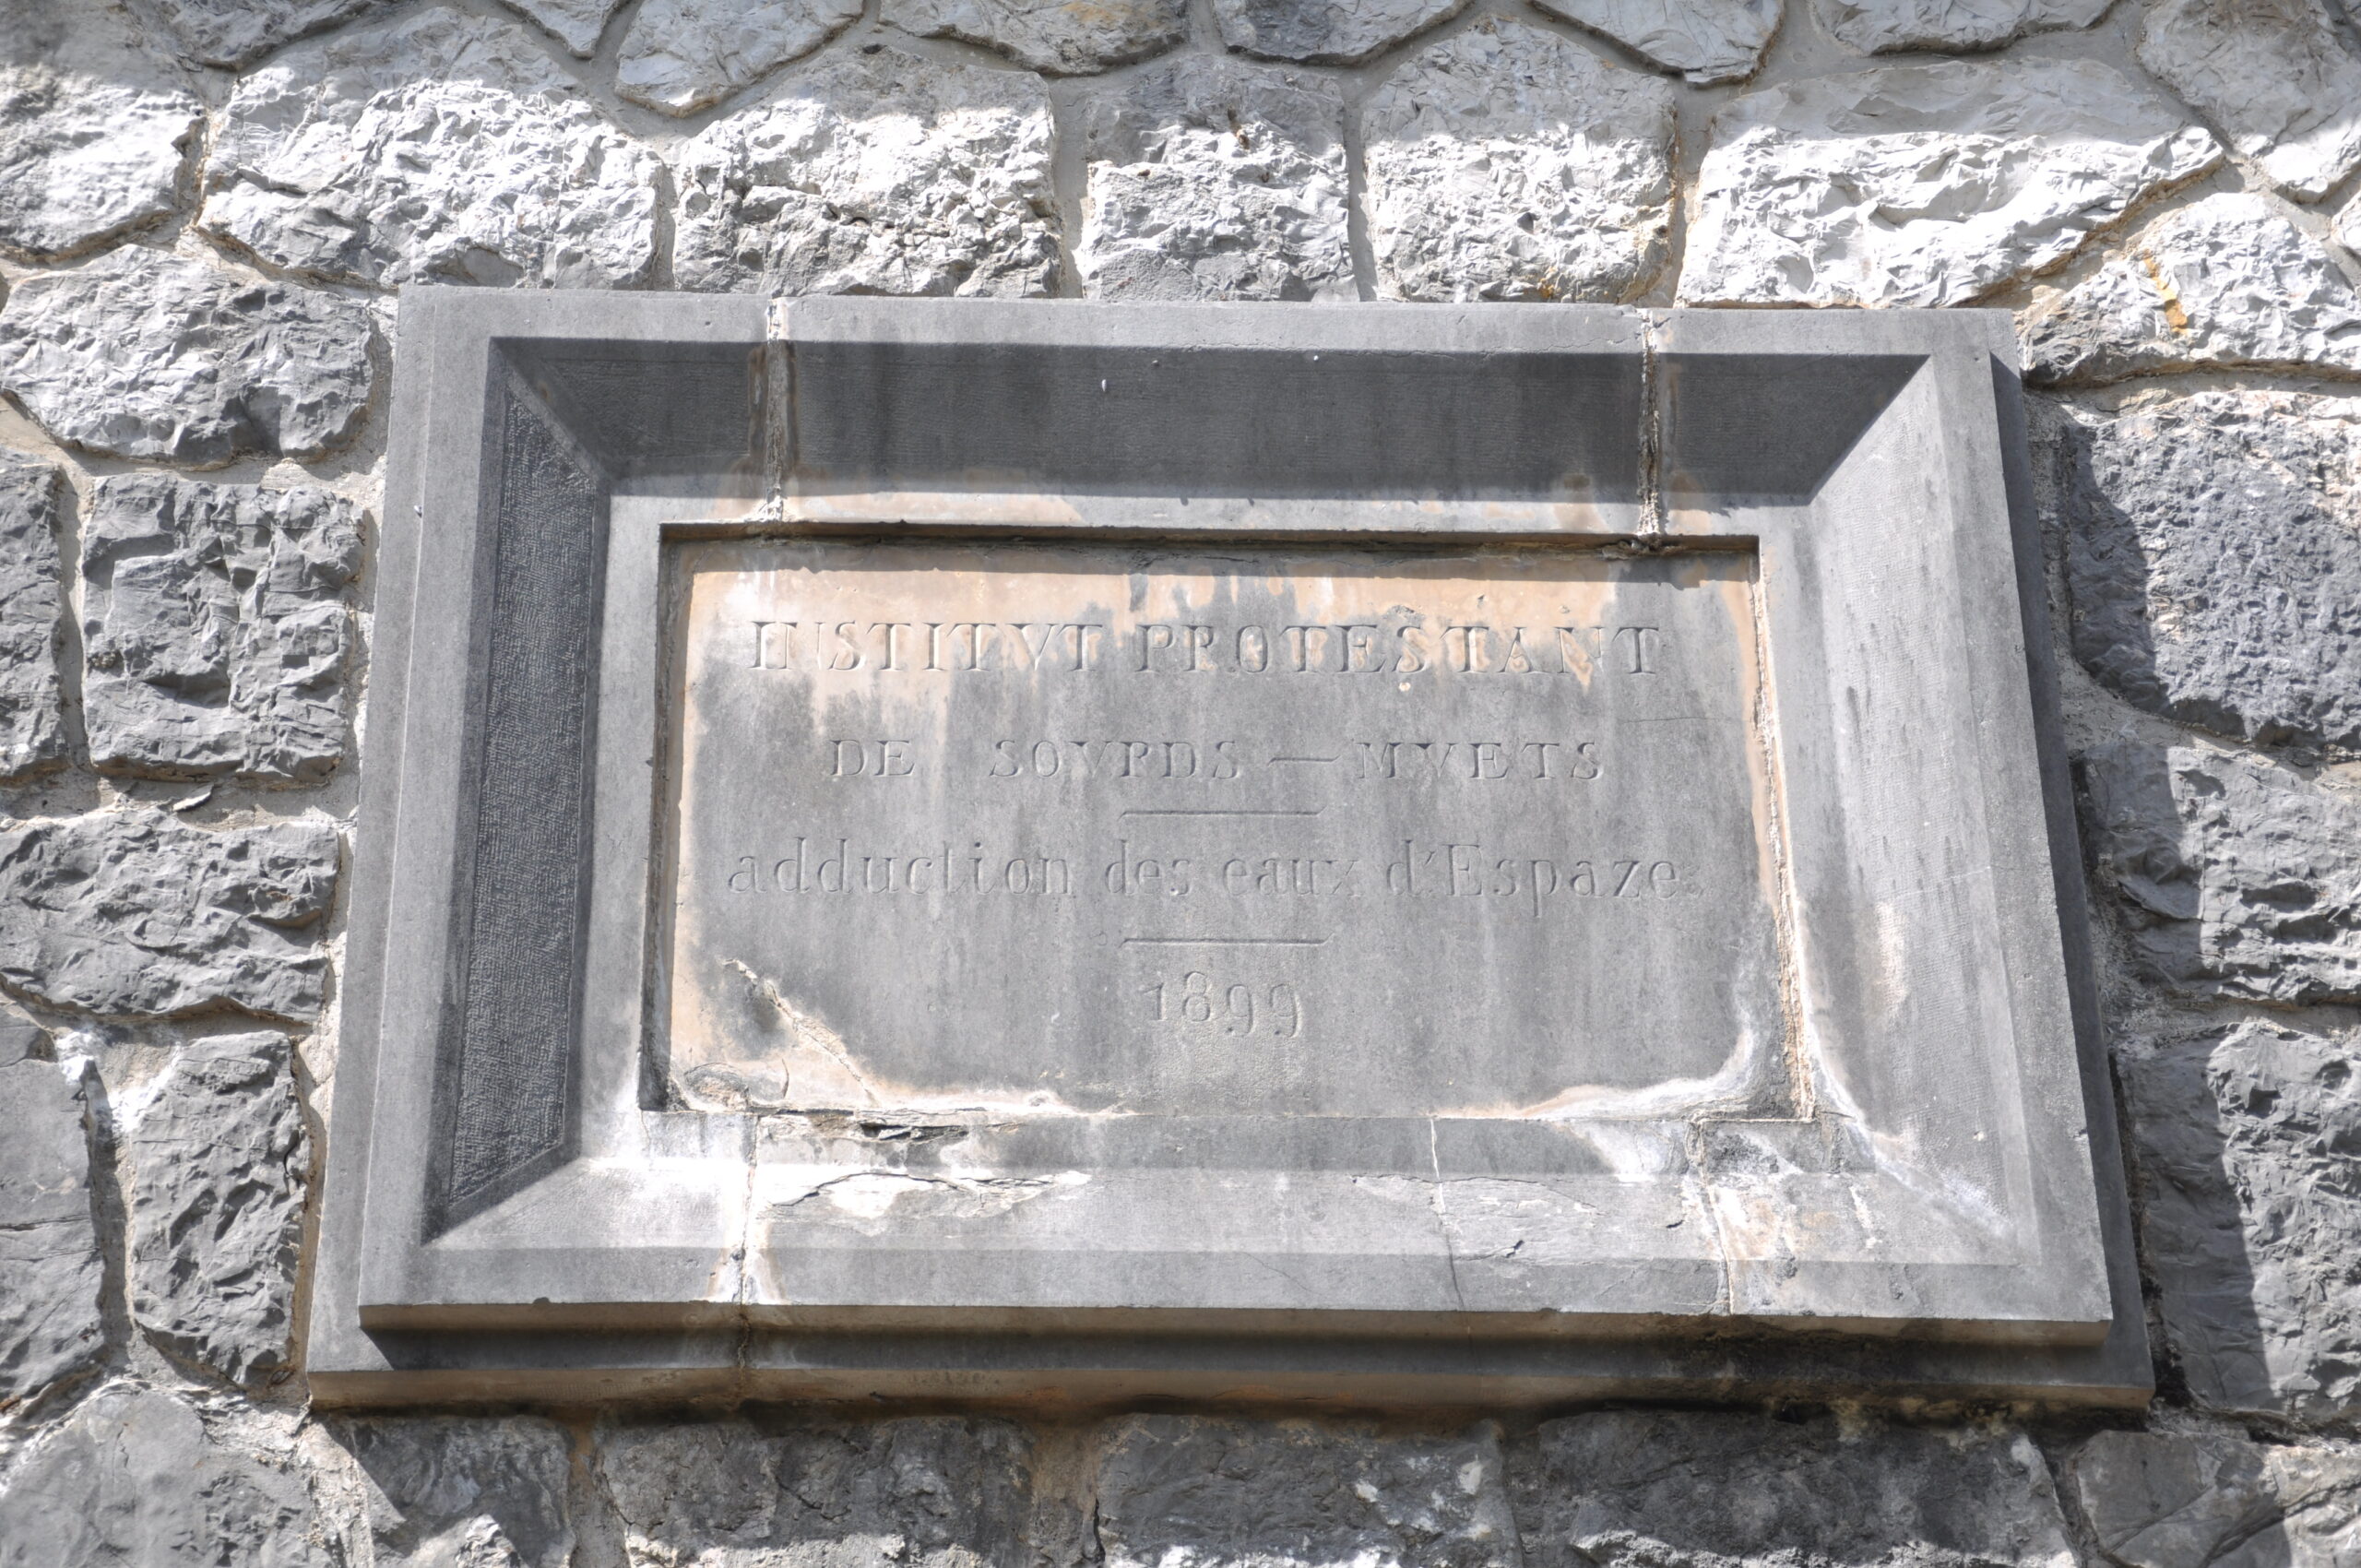 INSTITVT PROTESTANT
DE SOVRDS — MVETS
adduction des eaux d'Espaze
1899